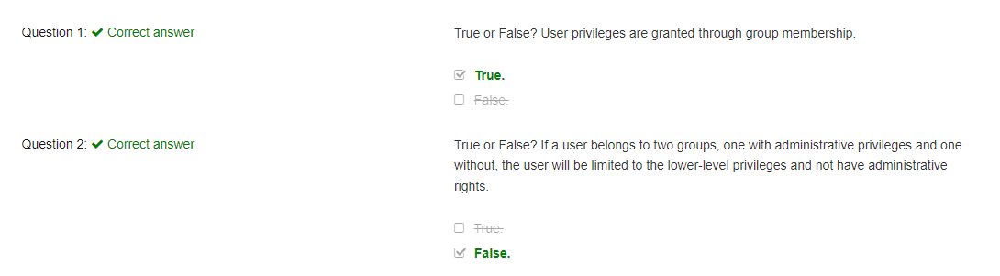 Question 1: ✔ Correct answer
True or False? User privileges are granted through group membership.
True.
False.
Question 2: ✔ Correct answer
True or False? If a user belongs to two groups, one with administrative privileges and one
without, the user will be limited to the lower-level privileges and not have administrative
rights.
True.
False.